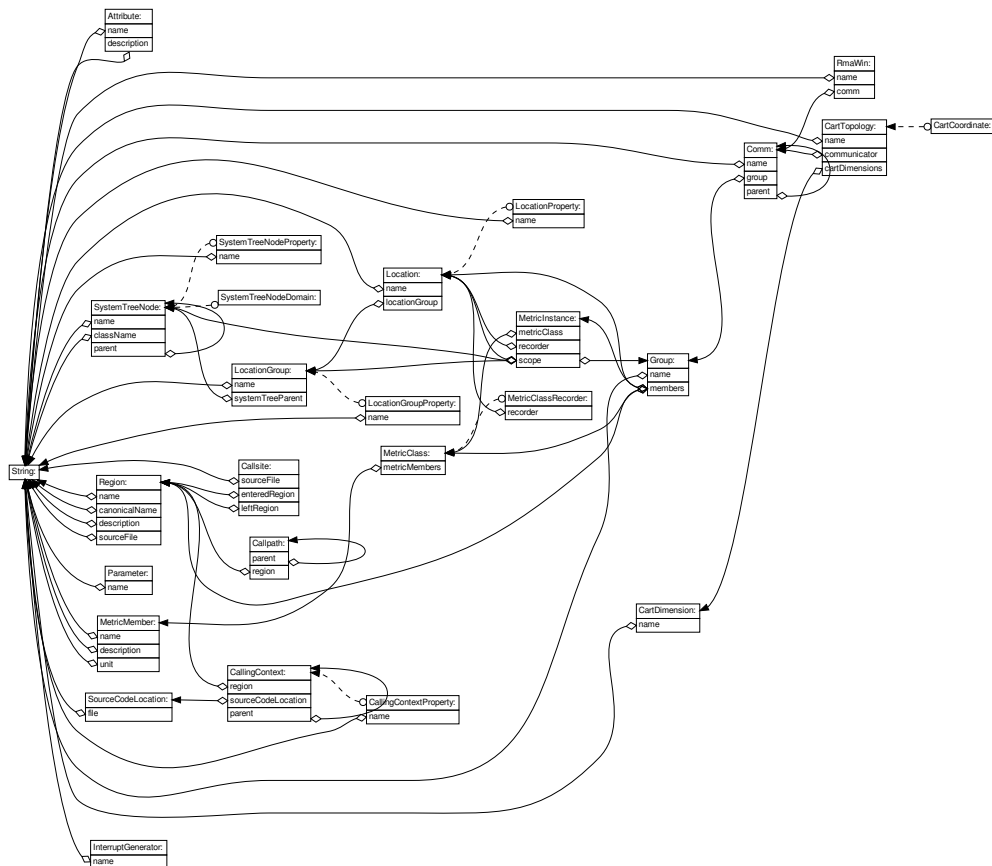 Attribute:
name
description
RmaWin:
name
comm
CartTopology:
name
communicator
cartDimensions
CartCoordinate:
Comm:
name
group
parent
LocationProperty:
name
SystemTreeNodeProperty:
name
Location:
name
locationGroup
SystemTreeNodeDomain:
SystemTreeNode:
name
className
parent
MetricInstance:
metricClass
recorder
scope
Group:
name
members
LocationGroup:
name
systemTreeParent
LocationGroupProperty:
name
MetricClassRecorder:
recorder
MetricClass:
metricMembers
String:
Callsite:
sourceFile
enteredRegion
leftRegion
Region:
name
canonicalName
description
sourceFile
Callpath:
parent
region
Parameter:
name
CartDimension:
name
MetricMember:
name
description
unit
CallingContext:
region
sourceCodeLocation
parent
SourceCodeLocation:
file
CallingContextProperty:
name
InterruptGenerator:
name